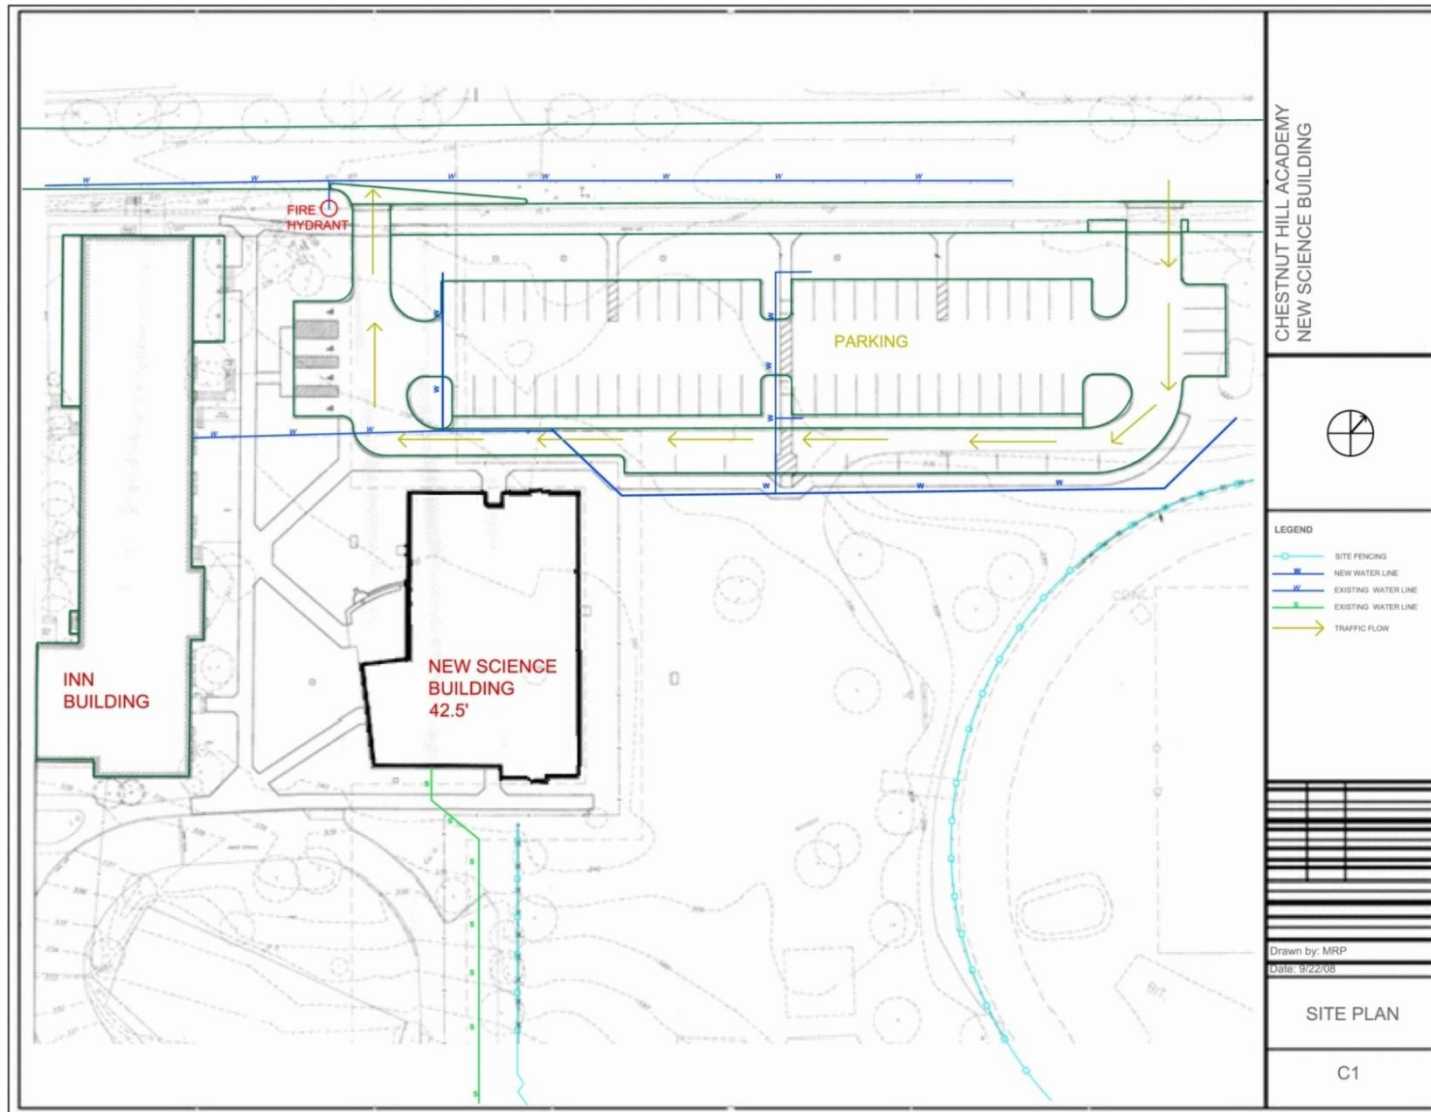 FIRE
HYDRANT
PARKING
INN
BUILDING
NEW SCIENCE
BUILDING
42.5'
BIT.
CHESTNUT HILL ACADEMY
NEW SCIENCE BUILDING
LEGEND
SITE FENCING
W NEW WATER LINE
W EXISTING WATER LINE
S EXISTING WATER LINE
TRAFFIC FLOW
Drawn by: MRP
Date: 9/22/08
SITE PLAN
C1